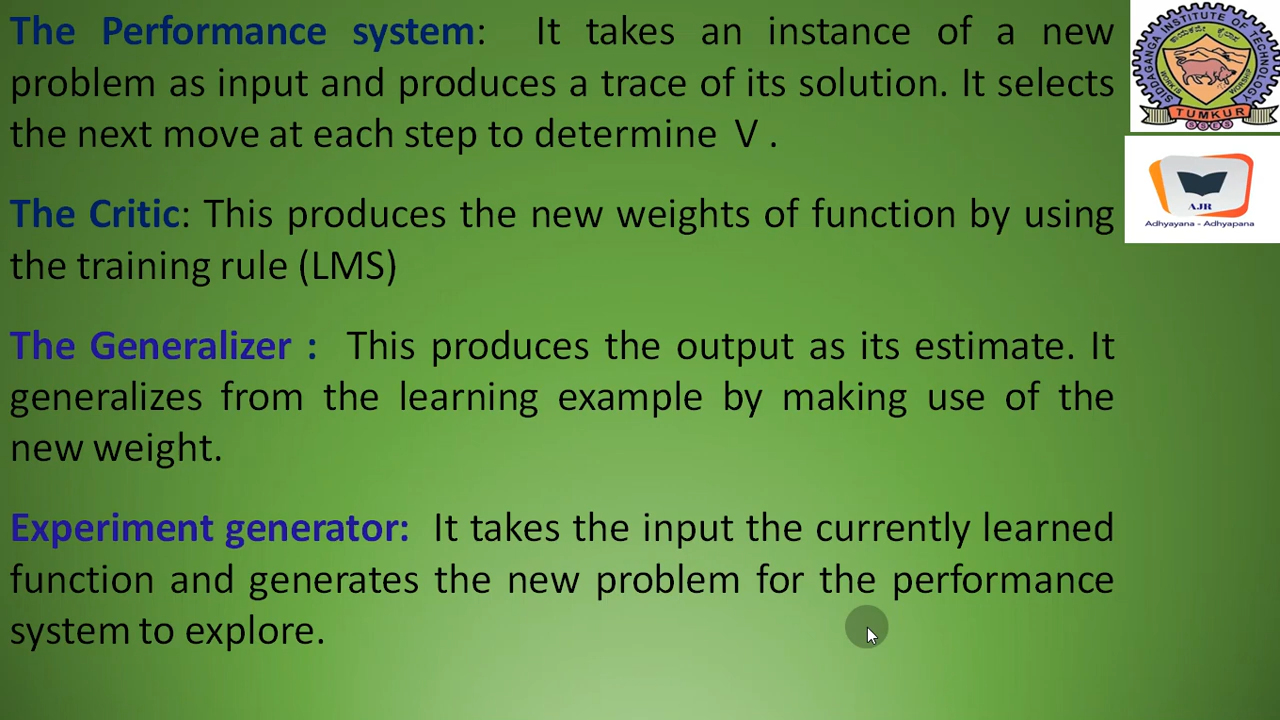 The Performance system: It takes an instance of a new
problem as input and produces a trace of its solution. It selects
the next move at each step to determine V .
The Critic: This produces the new weights of function by using
the training rule (LMS)
The Generalizer : This produces the output as its estimate. It
generalizes from the learning example by making use of the
new weight.
Experiment generator: It takes the input the currently learned
function and generates the new problem for the performance
system to explore.
SIDDAGANGA INSTITUTE OF TECHNOLOGY
TUMKUR
AJR
Adhyayana - Adhyapana